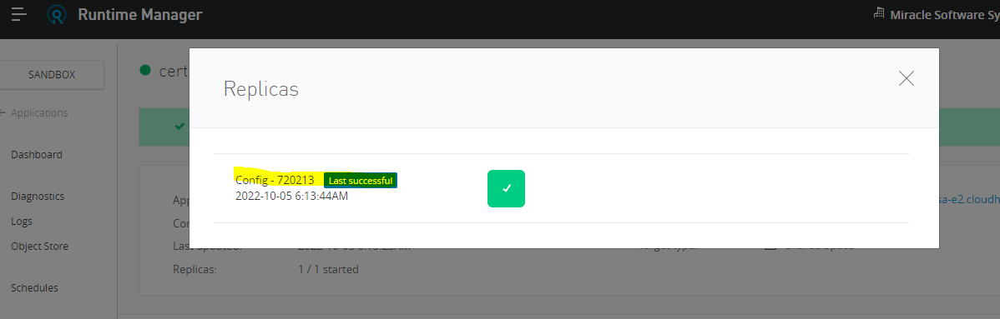 Runtime Manager
Miracle Software Sy
SANDBOX
cert
Replicas
Applications
Dashboard
Config - 720213 Last successful
2022-10-05 6:13:44AM
Diagnostics
App
sa-e2.cloudh
Logs
Con
Object Store
Last updated:
Replicas: 1 / 1 started
Schedules